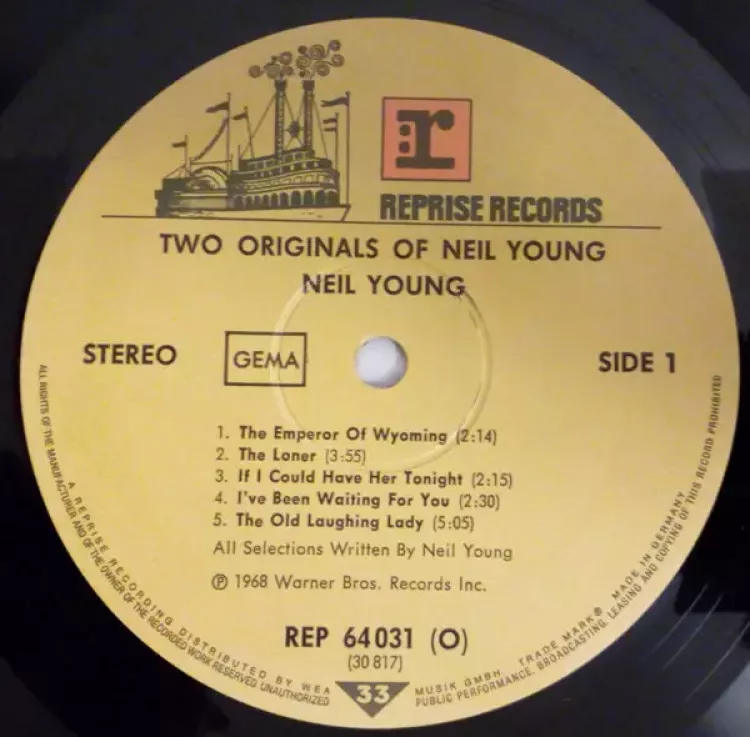 r
REPRISE RECORDS
TWO ORIGINALS OF NEIL YOUNG
NEIL YOUNG
STEREO
GEMA
SIDE 1
1. The Emperor Of Wyoming (2:14)
2. The Loner (3:55)
3. If I Could Have Her Tonight (2:15)
4. I've Been Waiting For You (2:30)
5. The Old Laughing Lady (5:05)
All Selections Written By Neil Young
℗ 1968 Warner Bros. Records Inc.
REP 64031 (O)
(30 817)
33
A REPRISE RECORDING DISTRIBUTED BY WEA MUSIK GMBH. TRADE MARK® MADE IN GERMANY
ALL RIGHTS OF THE MANUFACTURER AND OF THE OWNER OF THE RECORDED WORK RESERVED UNAUTHORIZED PUBLIC PERFORMANCE, BROADCASTING, LEASING AND COPYING OF THIS RECORD PROHIBITED